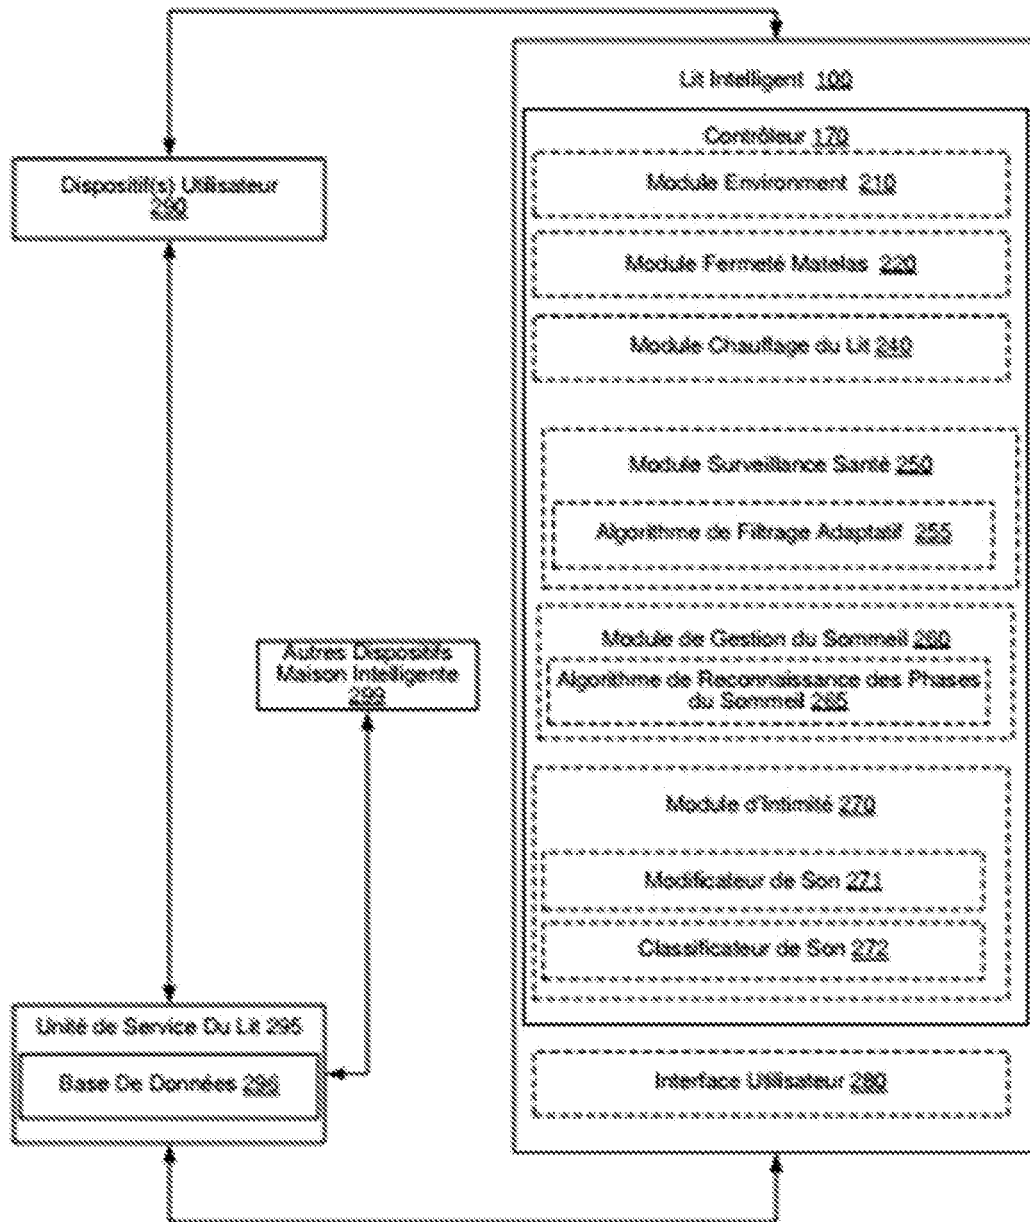 Lit Intelligent 100
Contrôleur 170
Module Environment 210
Module Fermeté Matelas 220
Module Chauffage du Lit 240
Module Surveillance Santé 250
Algorithme de Filtrage Adaptatif 255
Module de Gestion du Sommeil 260
Algorithme de Reconnaissance des Phases
du Sommeil 265
Module d'Intimité 270
Modificateur de Son 271
Classificateur de Son 272
Interface Utilisateur 280
Dispositif(s) Utilisateur
290
Autres Dispositifs
Maison Intelligente
299
Unité de Service Du Lit 295
Base De Données 296